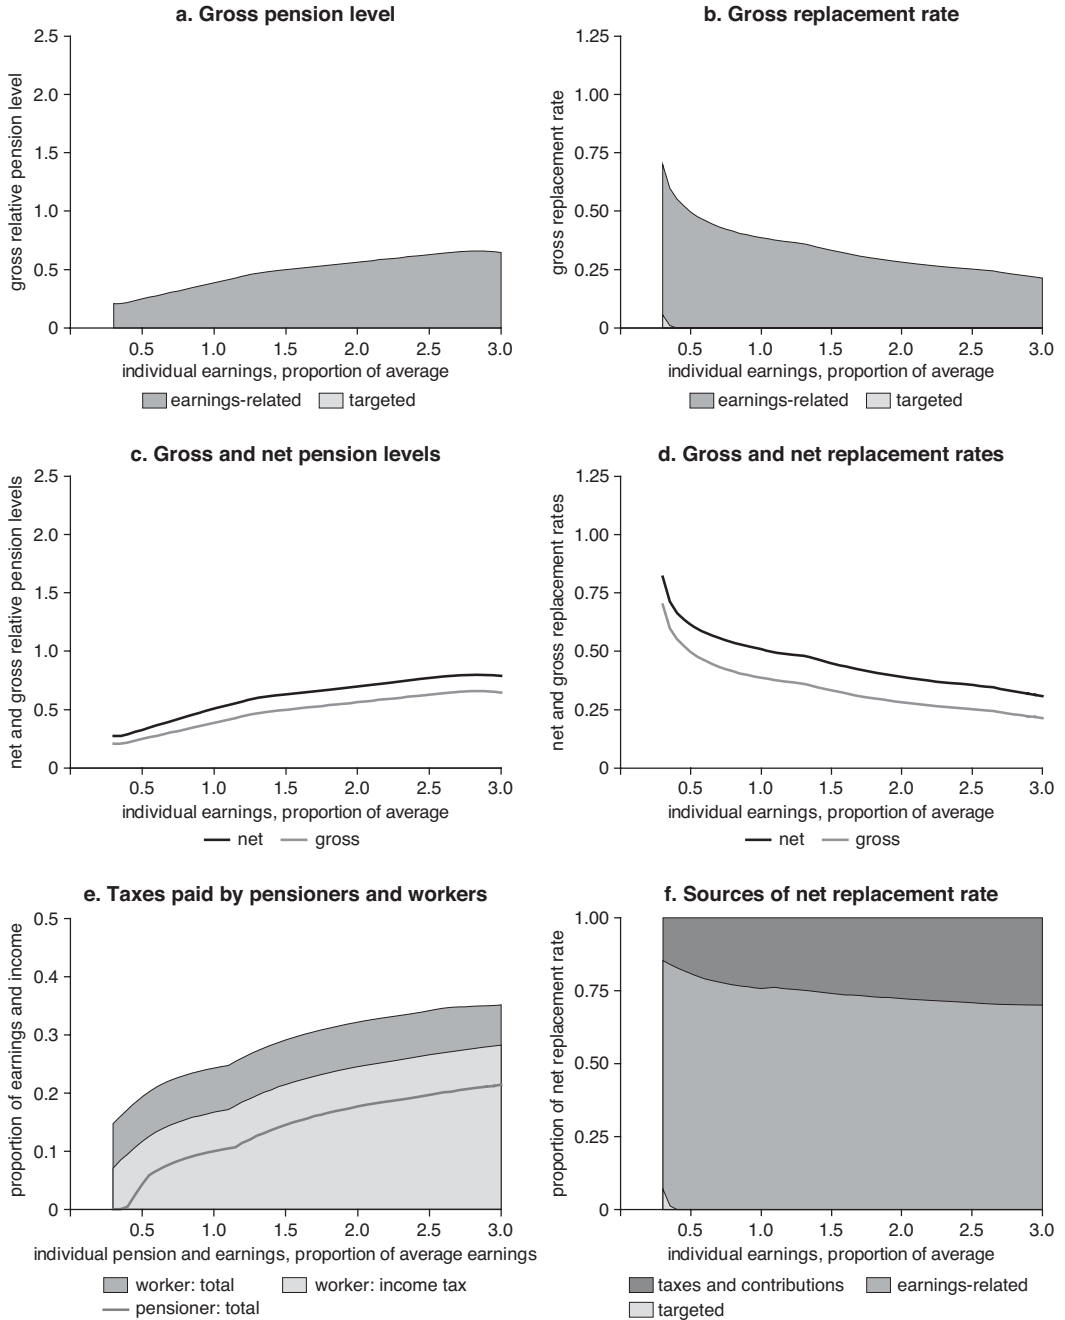 a. Gross pension level
gross relative pension level
2.5
2.0
1.5
1.0
0.5
0
0.5 1.0 1.5 2.0 2.5 3.0
individual earnings, proportion of average
earnings-related targeted
b. Gross replacement rate
gross replacement rate
1.25
1.00
0.75
0.50
0.25
0
0.5 1.0 1.5 2.0 2.5 3.0
individual earnings, proportion of average
earnings-related targeted
c. Gross and net pension levels
net and gross relative pension levels
2.5
2.0
1.5
1.0
0.5
0
0.5 1.0 1.5 2.0 2.5 3.0
individual earnings, proportion of average
net gross
d. Gross and net replacement rates
net and gross replacement rates
1.25
1.00
0.75
0.50
0.25
0
0.5 1.0 1.5 2.0 2.5 3.0
individual earnings, proportion of average
net gross
e. Taxes paid by pensioners and workers
proportion of earnings and income
0.5
0.4
0.3
0.2
0.1
0
0.5 1.0 1.5 2.0 2.5 3.0
individual pension and earnings, proportion of average earnings
worker: total worker: income tax
pensioner: total
f. Sources of net replacement rate
proportion of net replacement rate
1.00
0.75
0.50
0.25
0
0.5 1.0 1.5 2.0 2.5 3.0
individual earnings, proportion of average
taxes and contributions earnings-related
targeted